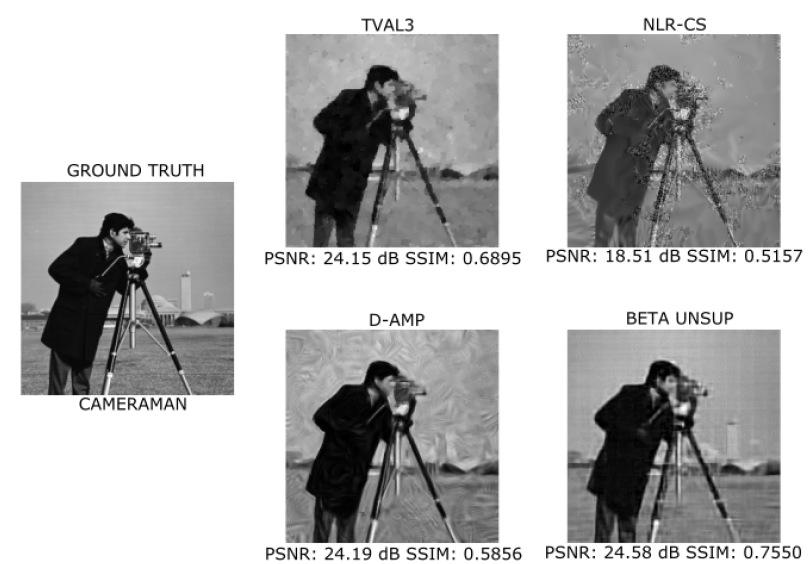 TVAL3
NLR-CS
PSNR: 24.15 dB SSIM: 0.6895
PSNR: 18.51 dB SSIM: 0.5157
GROUND TRUTH
CAMERAMAN
D-AMP
BETA UNSUP
PSNR: 24.19 dB SSIM: 0.5856
PSNR: 24.58 dB SSIM: 0.7550